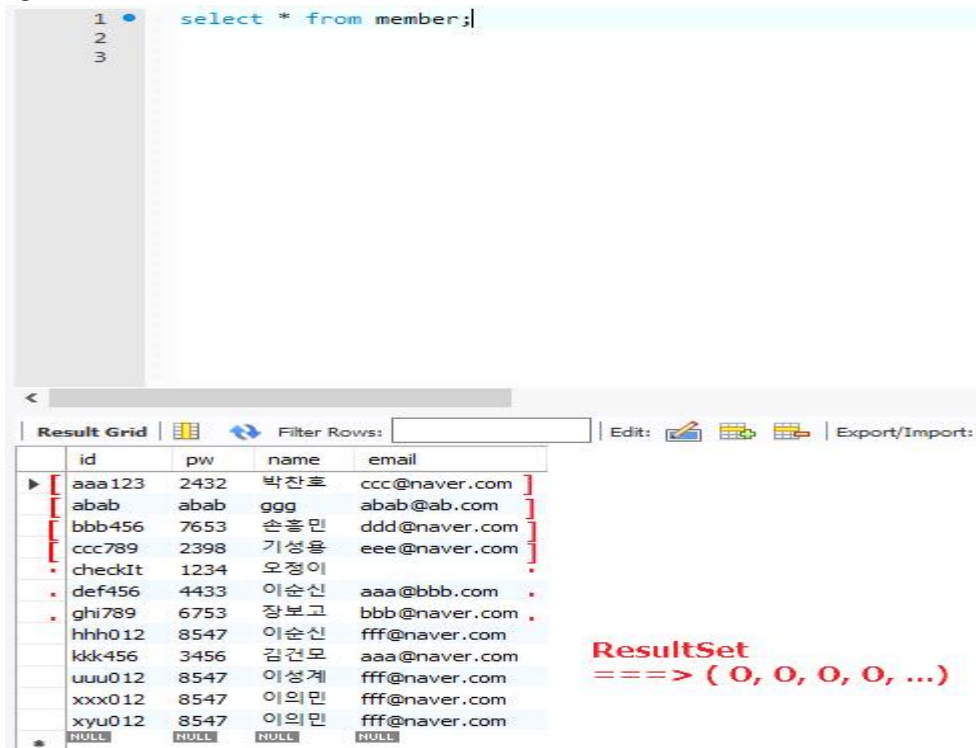 1 select * from member;
2
3
<
Result Grid Filter Rows: Edit: Export/Import:
id pw name email
[ aaa123 2432 박찬호 ccc@naver.com ]
[ abab abab ggg abab@ab.com ]
[ bbb456 7653 손흥민 ddd@naver.com ]
[ ccc789 2398 기성용 eee@naver.com ]
. checkIt 1234 오정이 .
. def456 4433 이순신 aaa@bbb.com .
. ghi789 6753 장보고 bbb@naver.com .
hhh012 8547 이순신 fff@naver.com
kkk456 3456 김건모 aaa@naver.com
uuu012 8547 이성계 fff@naver.com
xxx012 8547 이의민 fff@naver.com
xyu012 8547 이의민 fff@naver.com
* NULL NULL NULL NULL
ResultSet
===> ( O, O, O, O, ...)